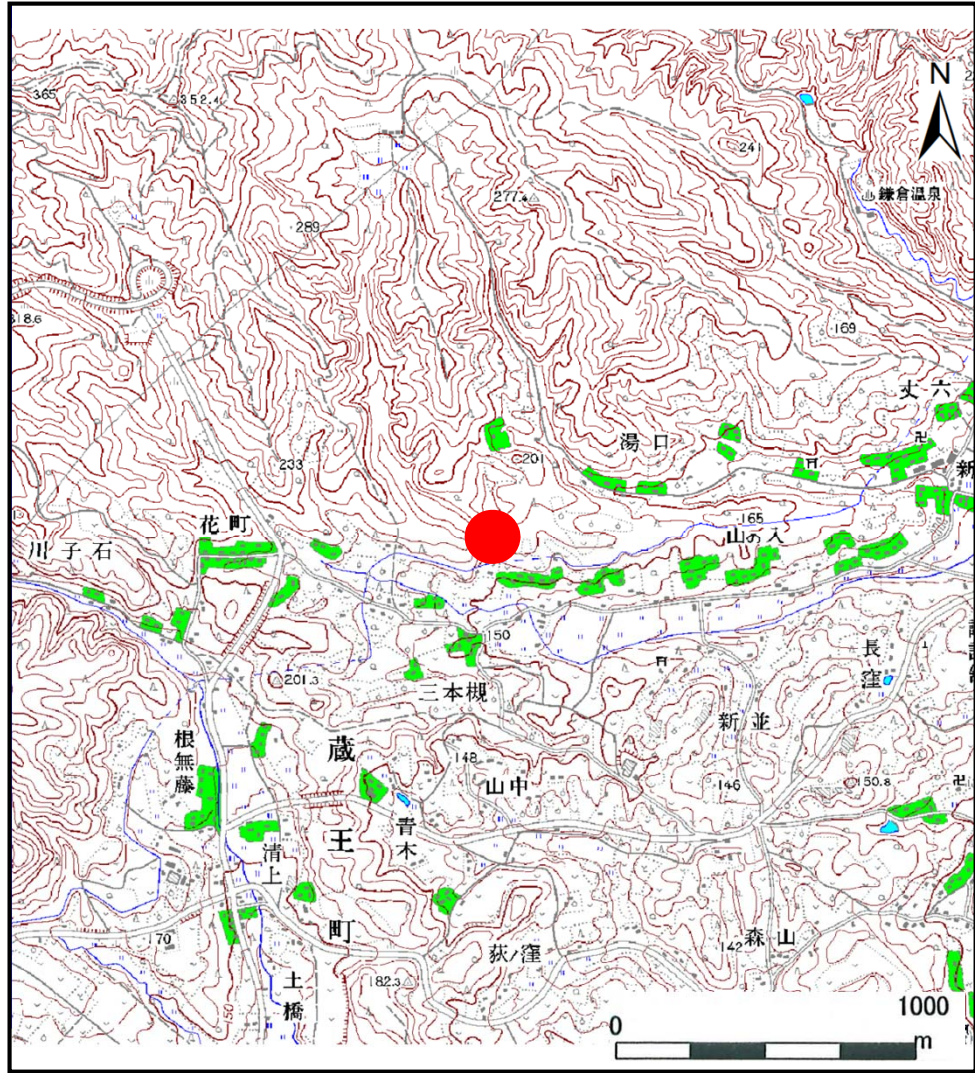 N
365
352.4
241
277.4
鎌倉温泉
289
318.6
169
丈六
湯口
201
233
新
165
花町
山の入
川子石
150
長窪
三本槻
201.3
新並
蔵王町
根無藤
148
山中
146
150.8
青木
清上
170
142
森山
荻ノ窪
182.3
土橋
150
0
1000
m